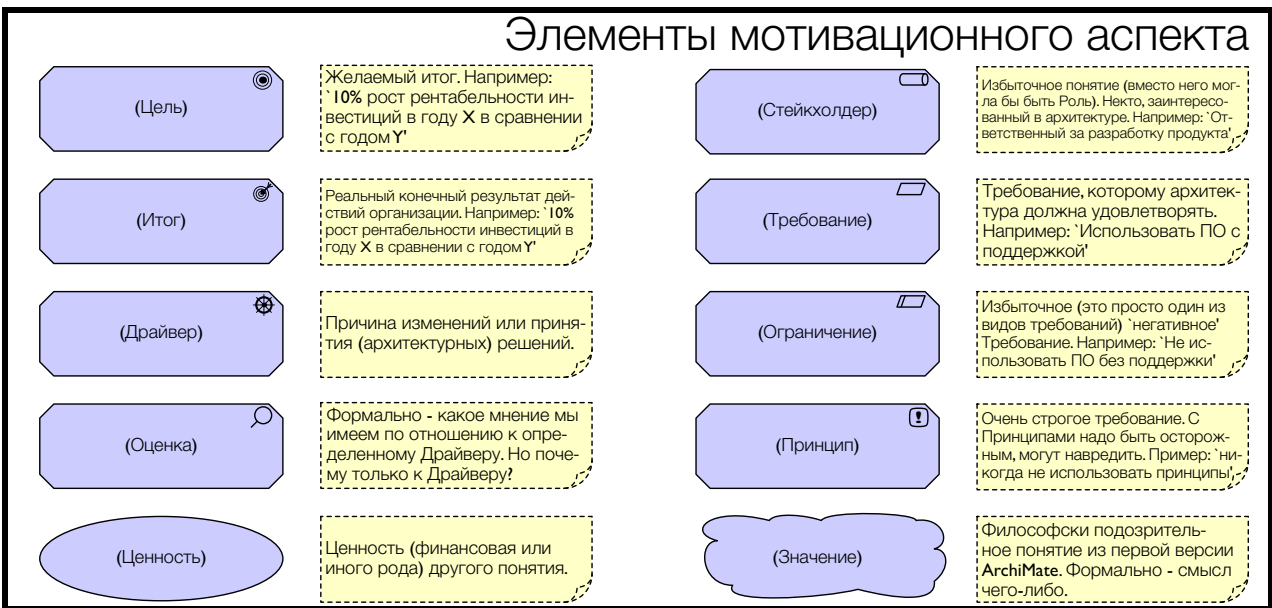 Элементы мотивационного аспекта
(Цель)
Желаемый итог. Например:
`10% рост рентабельности ин-
вестиций в году X в сравнении
с годом Y'
(Стейкхолдер)
Избыточное понятие (вместо него мог-
ла бы быть Роль). Некто, заинтересо-
ванный в архитектуре. Например: `От-
ветственный за разработку продукта'
(Итог)
Реальный конечный результат дей-
ствий организации. Например: `10%
рост рентабельности инвестиций в
году X в сравнении с годом Y'
(Требование)
Требование, которому архитек-
тура должна удовлетворять.
Например: `Использовать ПО с
поддержкой'
(Драйвер)
Причина изменений или приня-
тия (архитектурных) решений.
(Ограничение)
Избыточное (это просто один из
видов требований) `негативное'
Требование. Например: `Не ис-
пользовать ПО без поддержки'
(Оценка)
Формально - какое мнение мы
имеем по отношению к опре-
деленному Драйверу. Но поче-
му только к Драйверу?
(Принцип)
Очень строгое требование. С
Принципами надо быть осторож-
ным, могут навредить. Пример: `ни-
когда не использовать принципы'
(Ценность)
Ценность (финансовая или
иного рода) другого понятия.
(Значение)
Философски подозритель-
ное понятие из первой версии
ArchiMate. Формально - смысл
чего-либо.